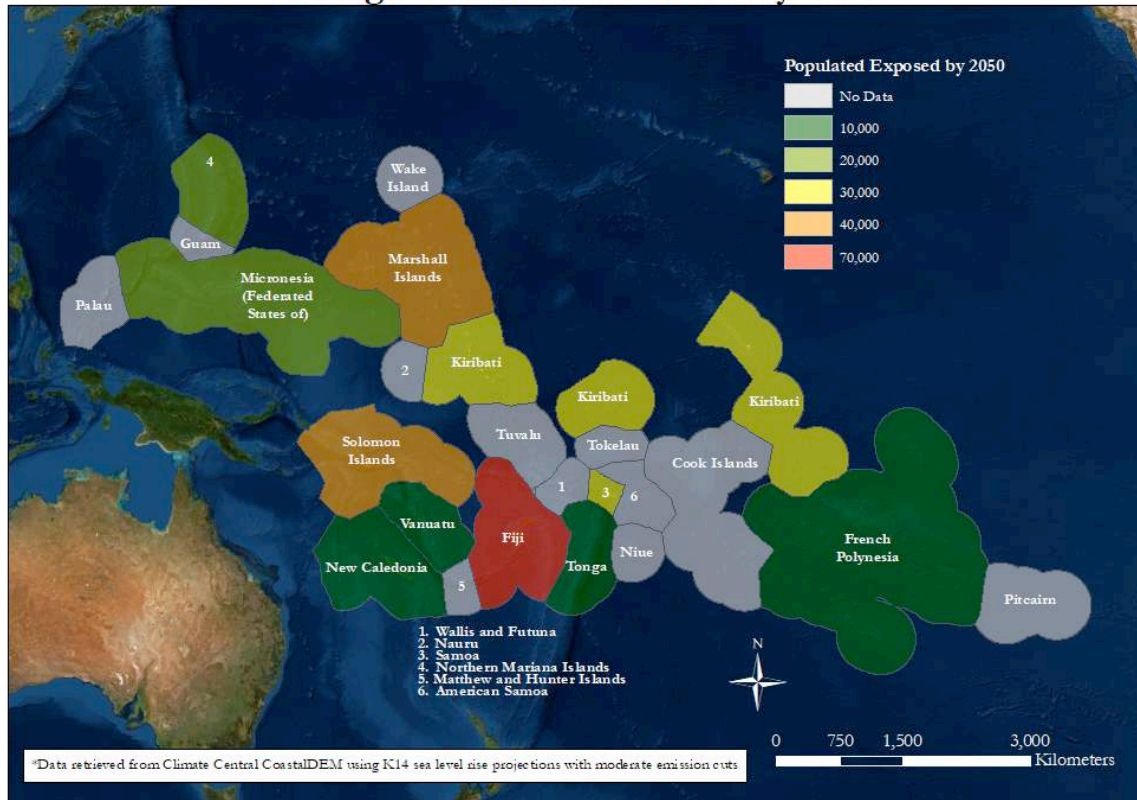 Populated Exposed by 2050
No Data
10,000
20,000
30,000
40,000
70,000
4
Wake
Island
Guam
Marshall
Islands
Palau
Micronesia
(Federated
States of)
2
Kiribati
Kiribati
Kiribati
Tuvalu
Tokelau
Solomon
Islands
Cook Islands
1
3
6
Vanuatu
Fiji
French
Polynesia
New Caledonia
Tonga
Niue
5
Pitcairn
1. Wallis and Futuna
2. Nauru
3. Samoa
4. Northern Mariana Islands
5. Matthew and Hunter Islands
6. American Samoa
N
0 750 1,500 3,000
Kilometers
*Data retrieved from Climate Central CoastalDEM using K14 sea level rise projections with moderate emission cuts